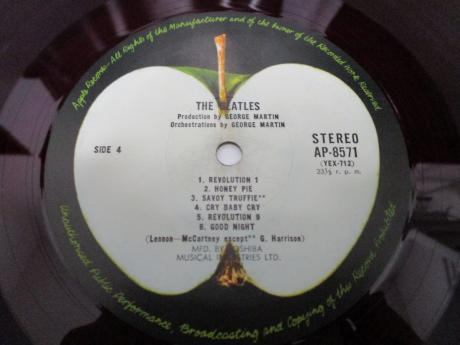 Apple Records—All Rights of the Manufacturer and of the Owner of the Recorded Work Reserved
THE BEATLES
Production by GEORGE MARTIN
Orchestrations by GEORGE MARTIN
SIDE 4
STEREO
AP-8571
(YEX-712)
33⅓ r. p. m.
1. REVOLUTION 1
2. HONEY PIE
3. SAVOY TRUFFIE**
4. CRY BABY CRY
5. REVOLUTION 9
6. GOOD NIGHT
(Lennon—McCartney except** G. Harrison)
MFD. BY TOSHIBA
MUSICAL INDUSTRIES LTD.
Unauthorised Public Performance, Broadcasting and Copying of this Record Prohibited